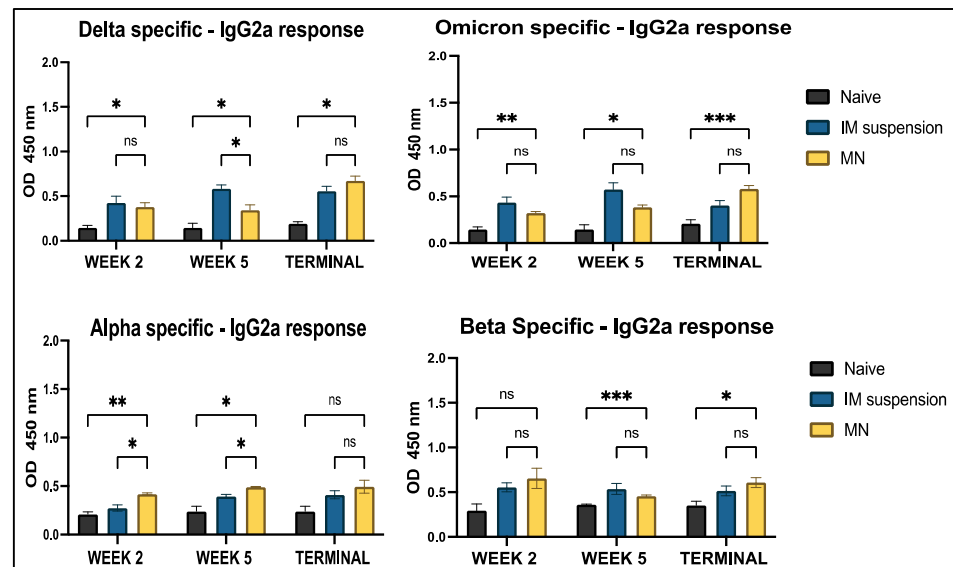 Delta specific - IgG2a response
OD 450 nm
2.0
1.5
1.0
0.5
0.0
*
*
*
ns
*
ns
WEEK 2
WEEK 5
TERMINAL
Omicron specific - IgG2a response
OD 450 nm
2.0
1.5
1.0
0.5
0.0
**
*
***
ns
ns
ns
WEEK 2
WEEK 5
TERMINAL
Naive
IM suspension
MN
Alpha specific - IgG2a response
OD 450 nm
2.0
1.5
1.0
0.5
0.0
**
*
ns
*
*
ns
WEEK 2
WEEK 5
TERMINAL
Beta Specific - IgG2a response
OD 450 nm
2.0
1.5
1.0
0.5
0.0
ns
***
*
ns
ns
ns
WEEK 2
WEEK 5
TERMINAL
Naive
IM suspension
MN